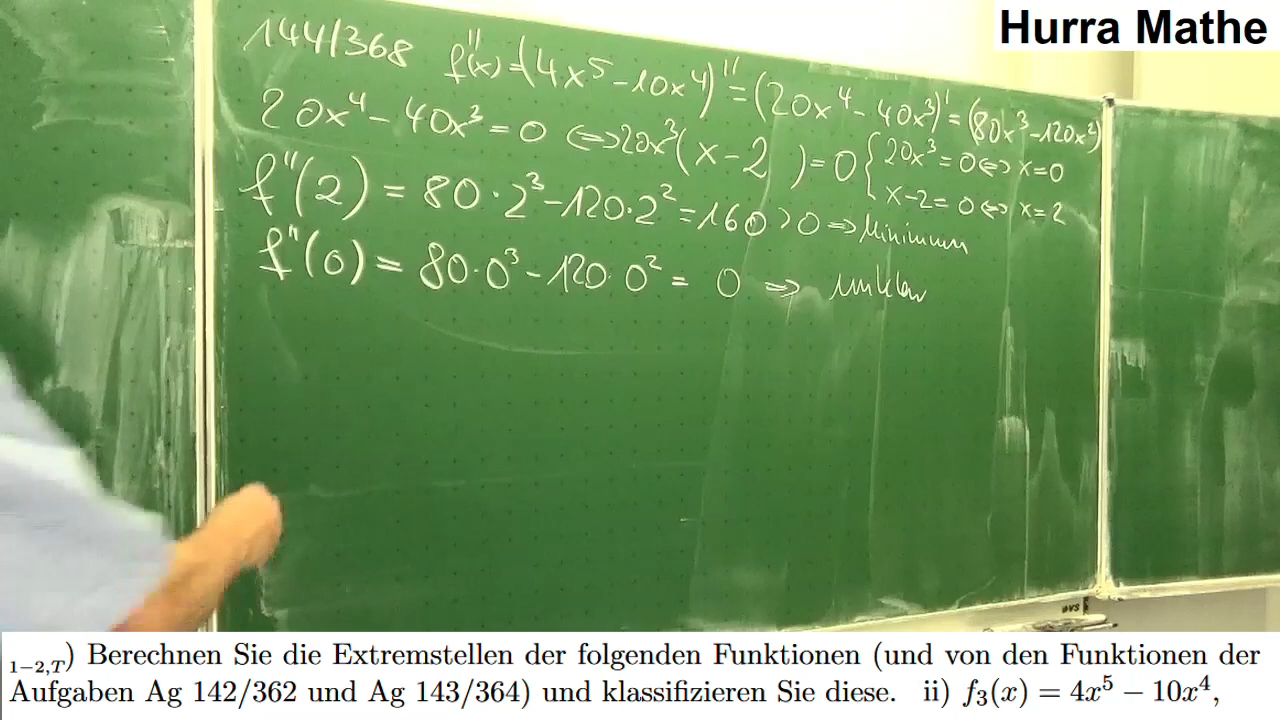 Hurra Mathe
144/368 f''(x)=(4x⁵-10x⁴)''=(20x⁴-40x³)'=(80x³-120x²)
20x⁴-40x³=0 ⇔ 20x³(x-2)=0 { 20x³=0 ⇔ x=0
x-2=0 ⇔ x=2
f''(2)=80·2³-120·2²=160>0 ⇒ Minimum
f''(0)=80·0³-120·0²=0 ⇒ unklar
1−2,T) Berechnen Sie die Extremstellen der folgenden Funktionen (und von den Funktionen der
Aufgaben Ag 142/362 und Ag 143/364) und klassifizieren Sie diese. ii) f₃(x) = 4x⁵ − 10x⁴,